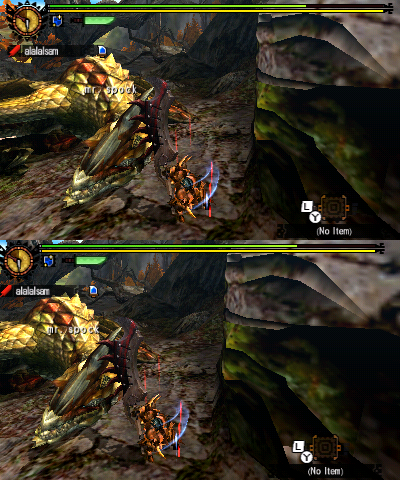 alalalsam
mr.spock
L
Y
(No Item)
alalalsam
mr.spock
L
Y
(No Item)